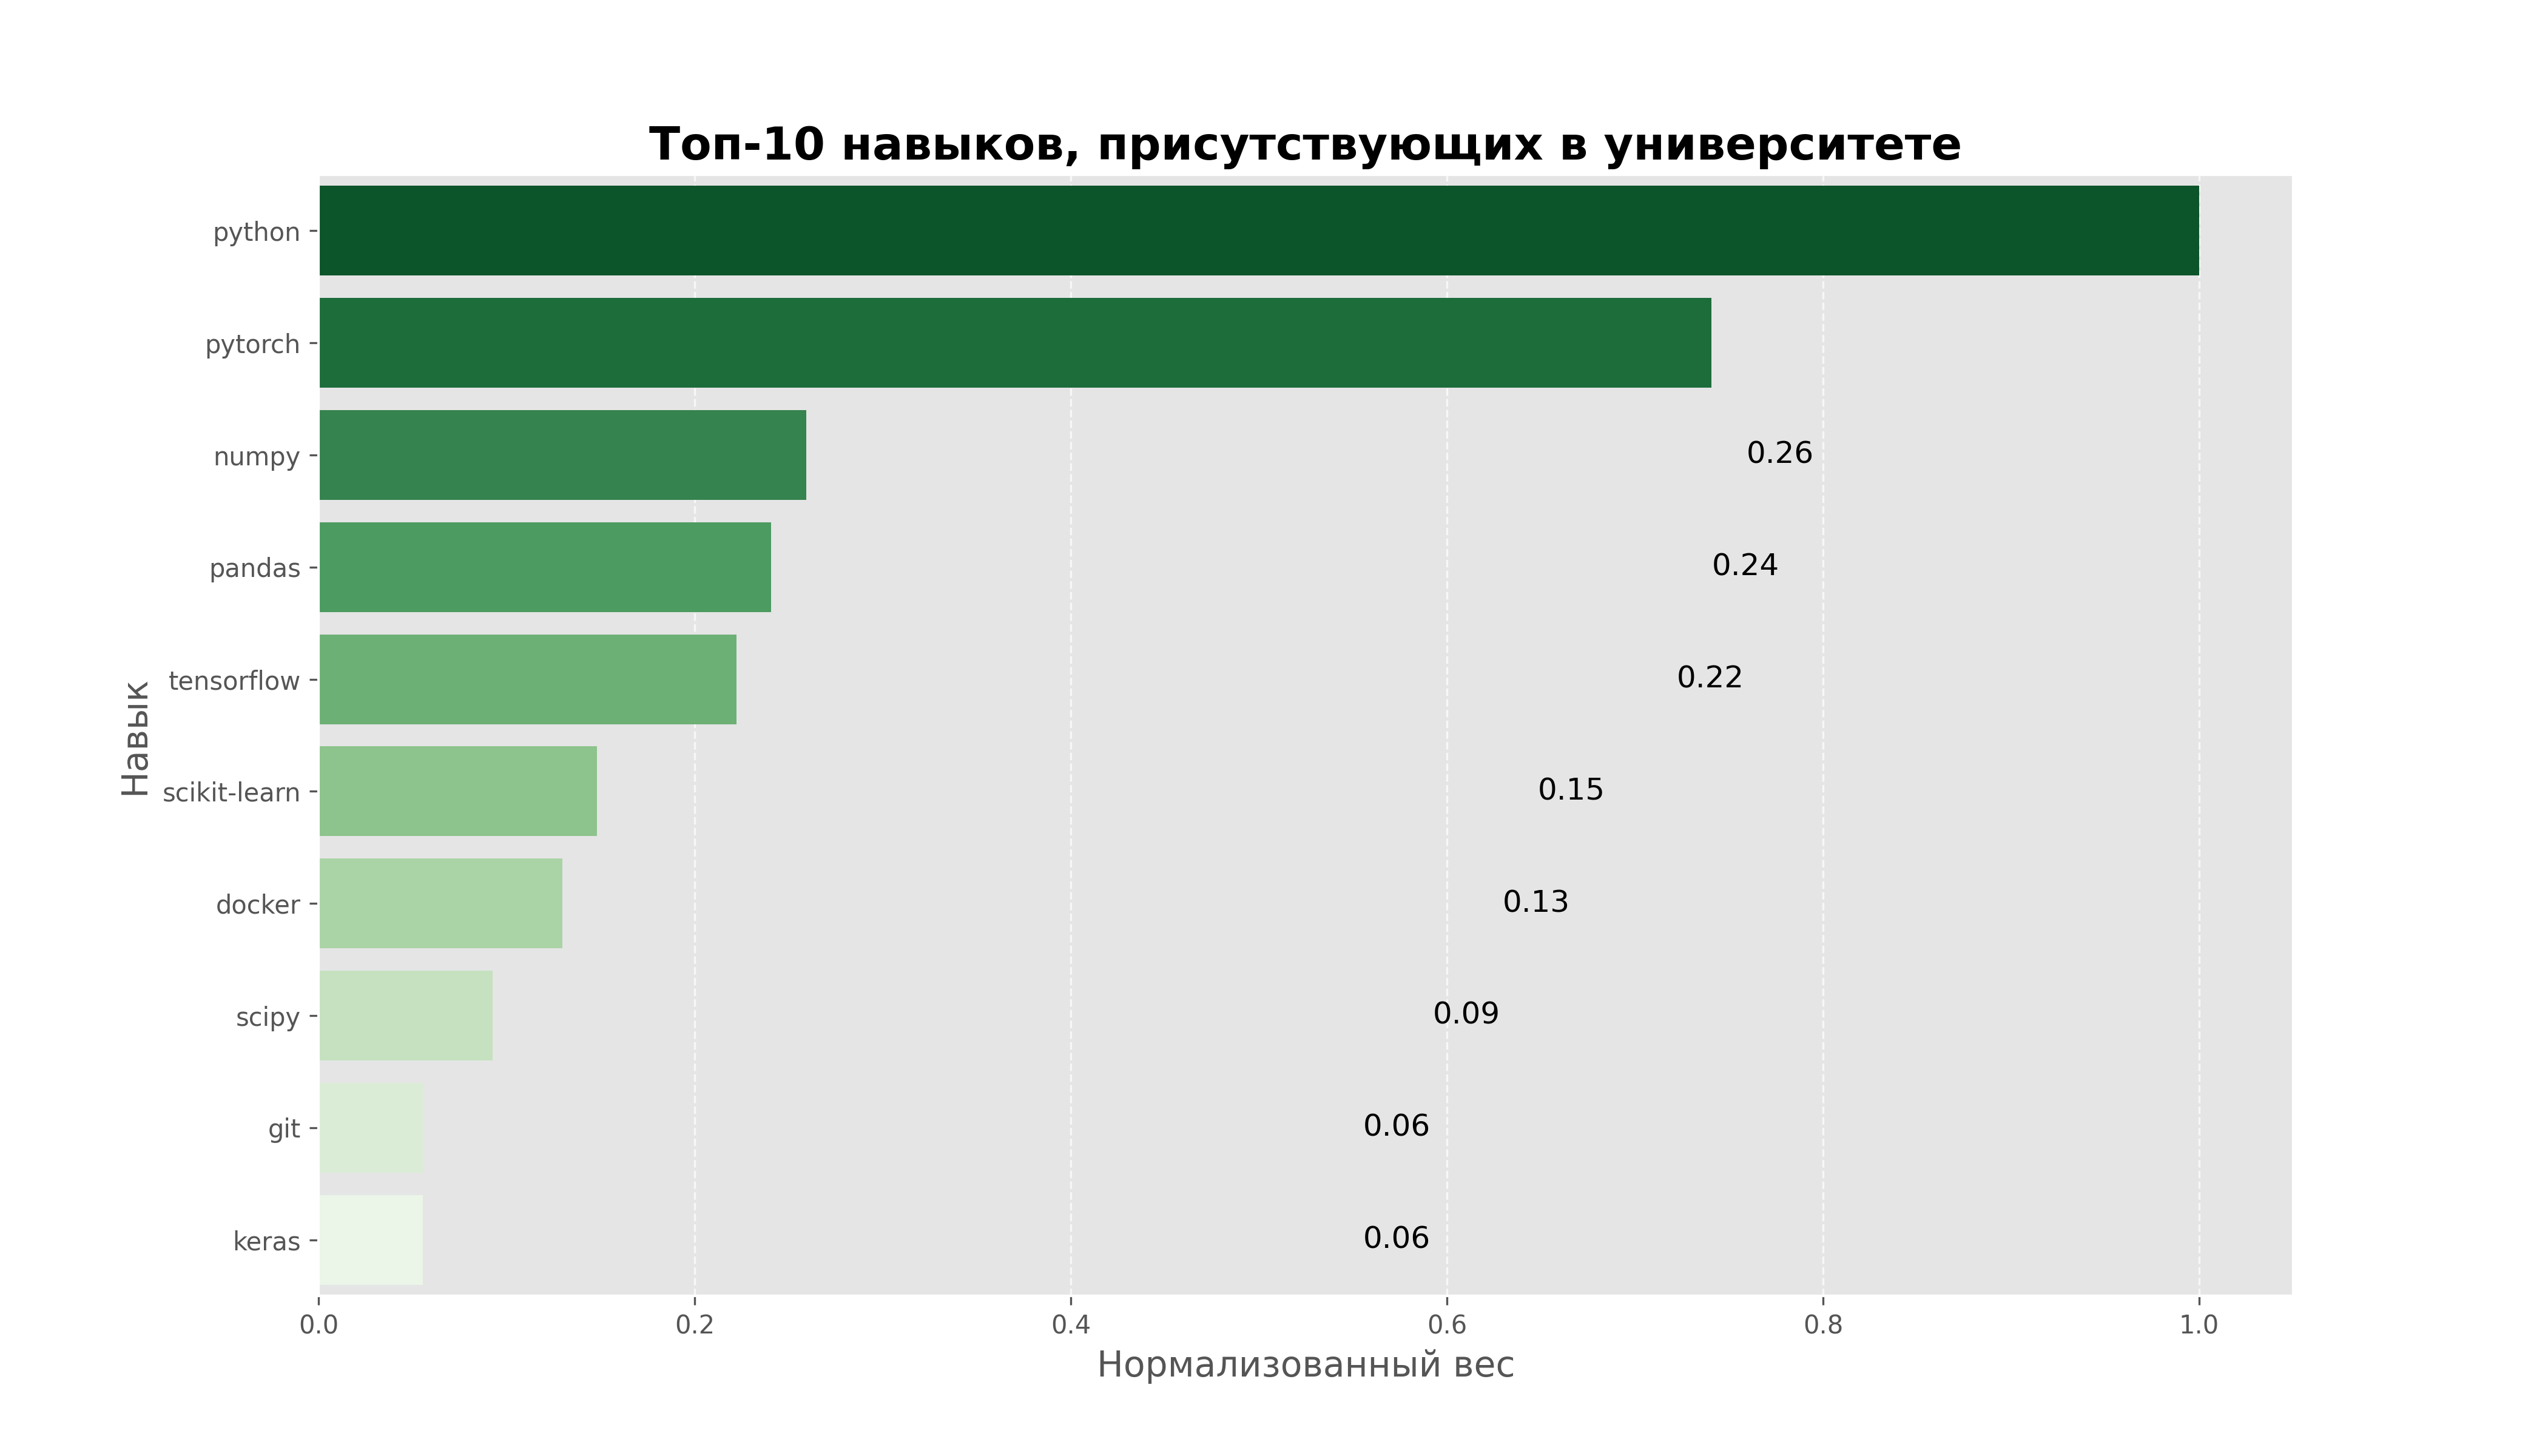 Топ-10 навыков, присутствующих в университете
python
pytorch
numpy 0.26
pandas 0.24
tensorflow 0.22
scikit-learn 0.15
docker 0.13
scipy 0.09
git 0.06
keras 0.06
Навык
0.0 0.2 0.4 0.6 0.8 1.0
Нормализованный вес